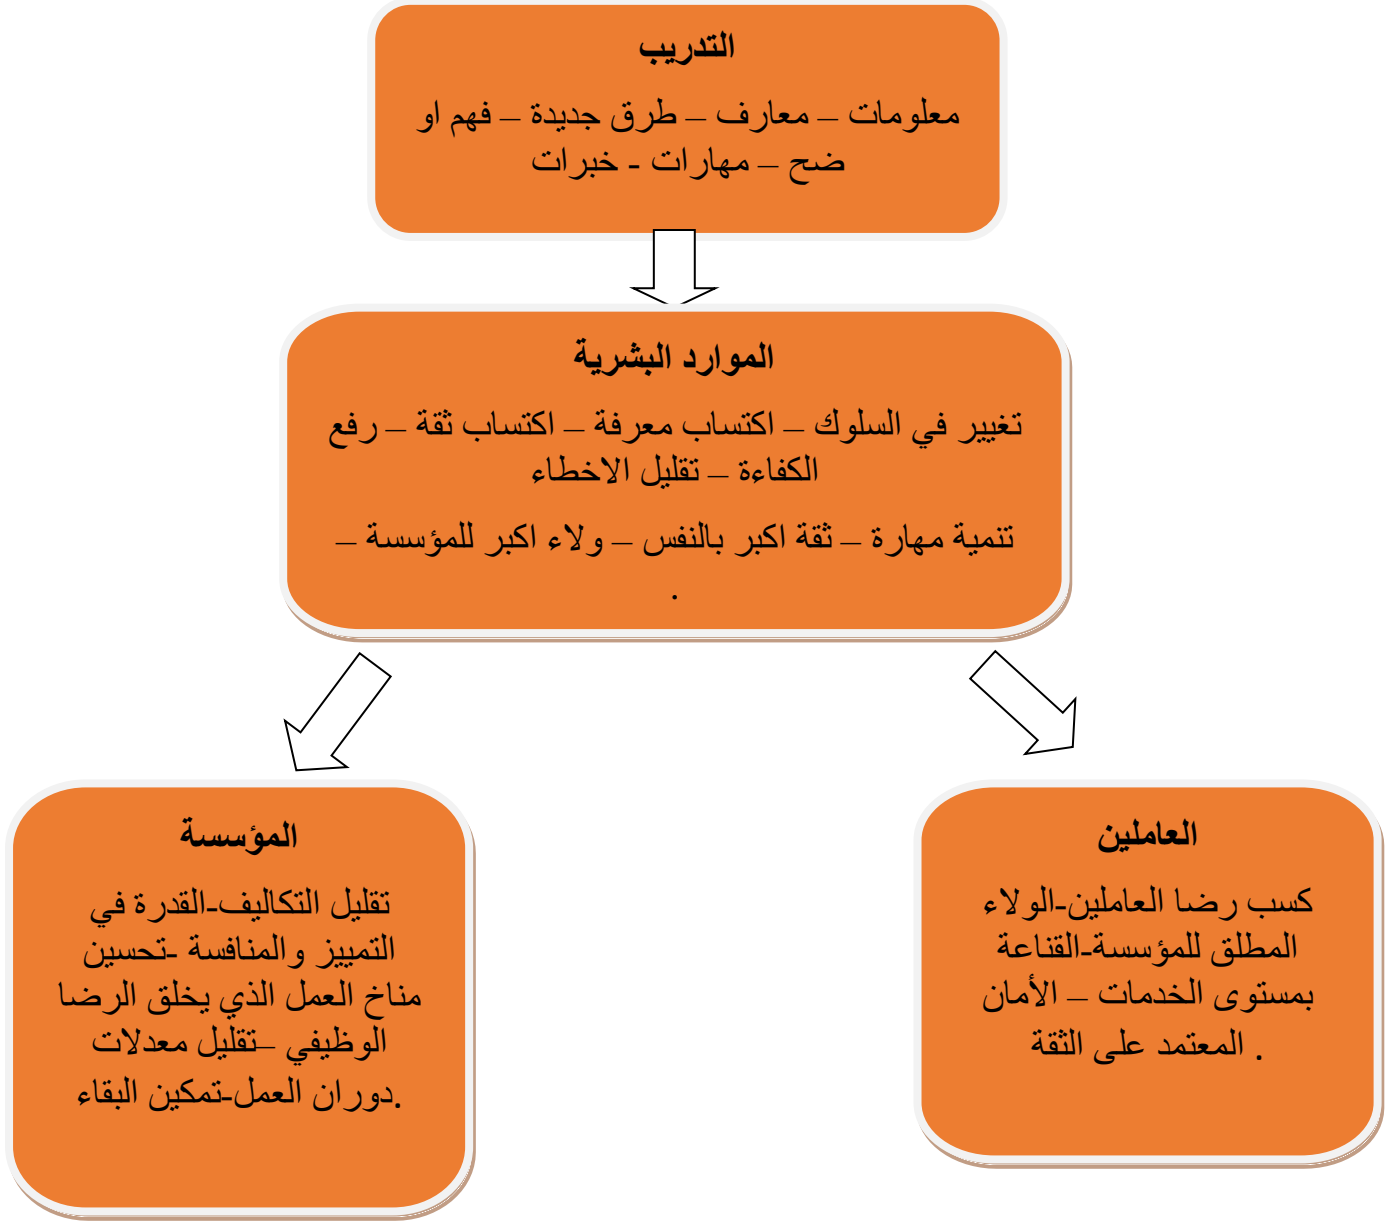 التدريب
معلومات – معارف – طرق جديدة – فهم او
ضح – مهارات - خبرات
الموارد البشرية
تغيير في السلوك – اكتساب معرفة – اكتساب ثقة – رفع
الكفاءة – تقليل الاخطاء
تنمية مهارة – ثقة اكبر بالنفس – ولاء اكبر للمؤسسة –
.
العاملين
كسب رضا العاملين-الولاء
المطلق للمؤسسة-القناعة
بمستوى الخدمات – الأمان
. المعتمد على الثقة
المؤسسة
تقليل التكاليف-القدرة في
التمييز والمنافسة -تحسين
مناخ العمل الذي يخلق الرضا
الوظيفي –تقليل معدلات
.دوران العمل-تمكين البقاء